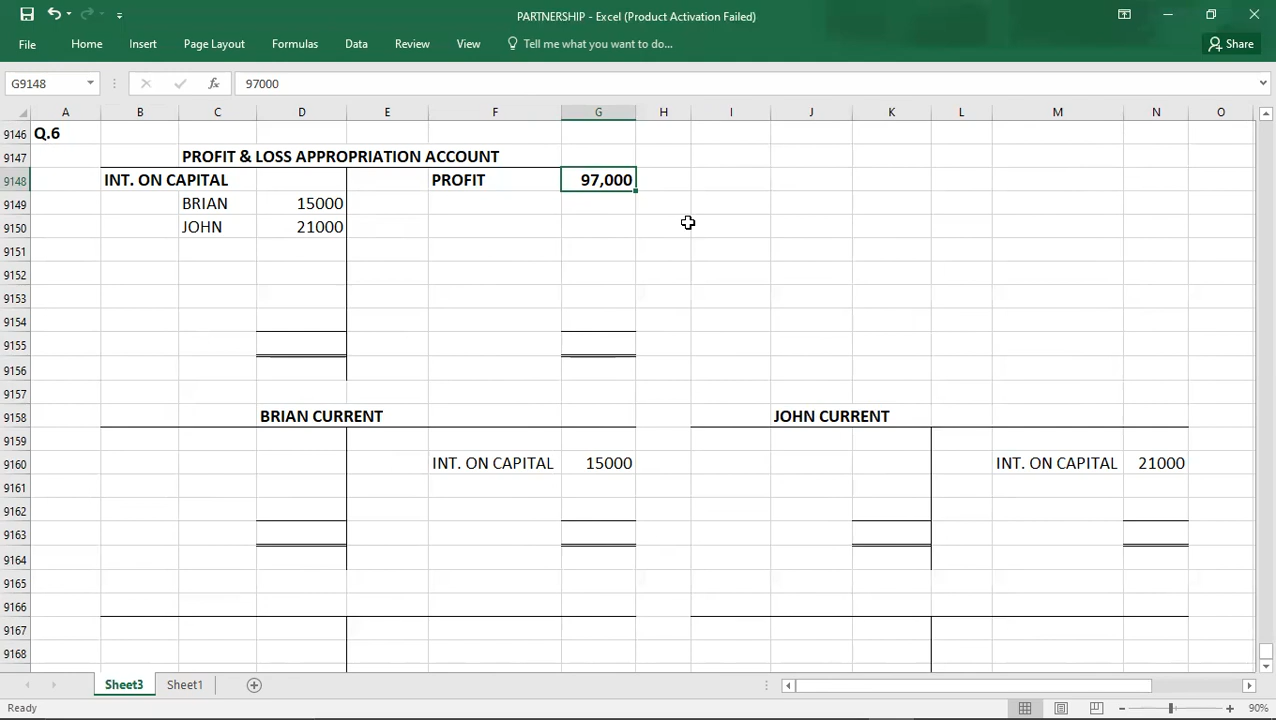 PARTNERSHIP - Excel (Product Activation Failed)
File Home Insert Page Layout Formulas Data Review View Tell me what you want to do... Share
G9148 fx 97000
A B C D E F G H I J K L M N O
9146 Q.6
9147 PROFIT & LOSS APPROPRIATION ACCOUNT
9148 INT. ON CAPITAL PROFIT 97,000
9149 BRIAN 15000
9150 JOHN 21000
9151
9152
9153
9154
9155
9156
9157
9158 BRIAN CURRENT JOHN CURRENT
9159
9160 INT. ON CAPITAL 15000 INT. ON CAPITAL 21000
9161
9162
9163
9164
9165
9166
9167
9168
Sheet3 Sheet1
Ready 90%